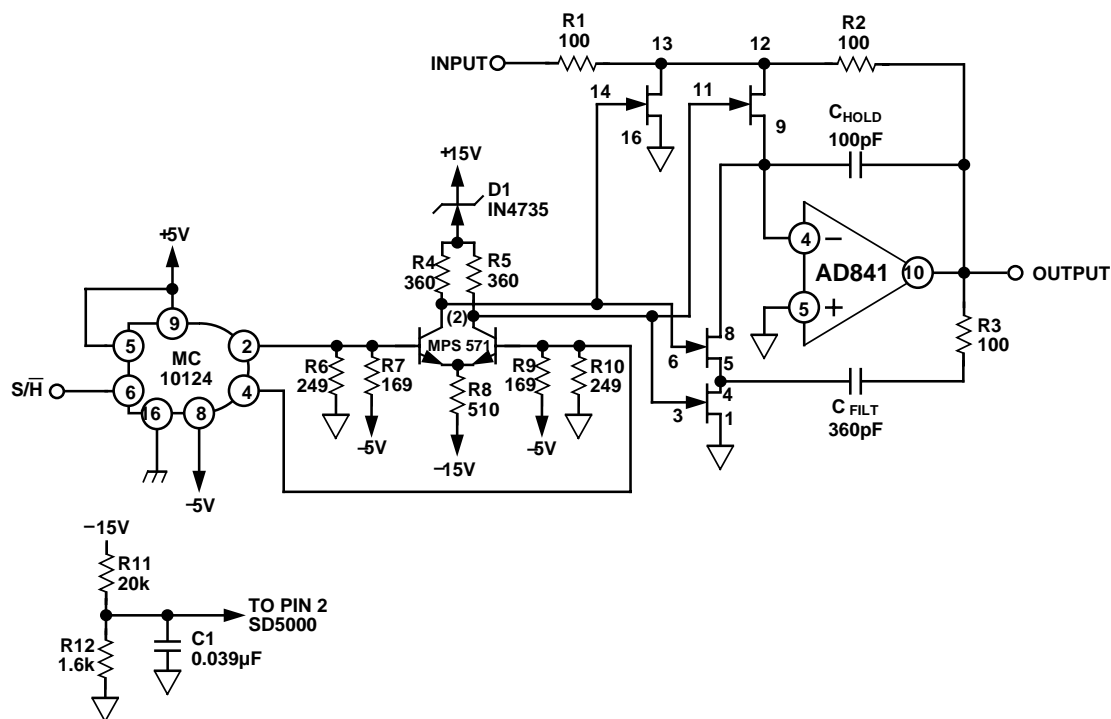 R1
100
13
12
R2
100
INPUT
14
11
16
9
C HOLD
100pF
+15V
D1
IN4735
+5V
R4
360
R5
360
4
AD841
10
OUTPUT
5
9
5
2
MC
10124
(2)
MPS 571
8
R3
100
6
5
S/H̅
6
4
16
8
R6
249
R7
169
R8
510
R9
169
R10
249
3
4
1
C FILT
360pF
–5V
–5V
–15V
–5V
–15V
R11
20k
TO PIN 2
SD5000
R12
1.6k
C1
0.039µF